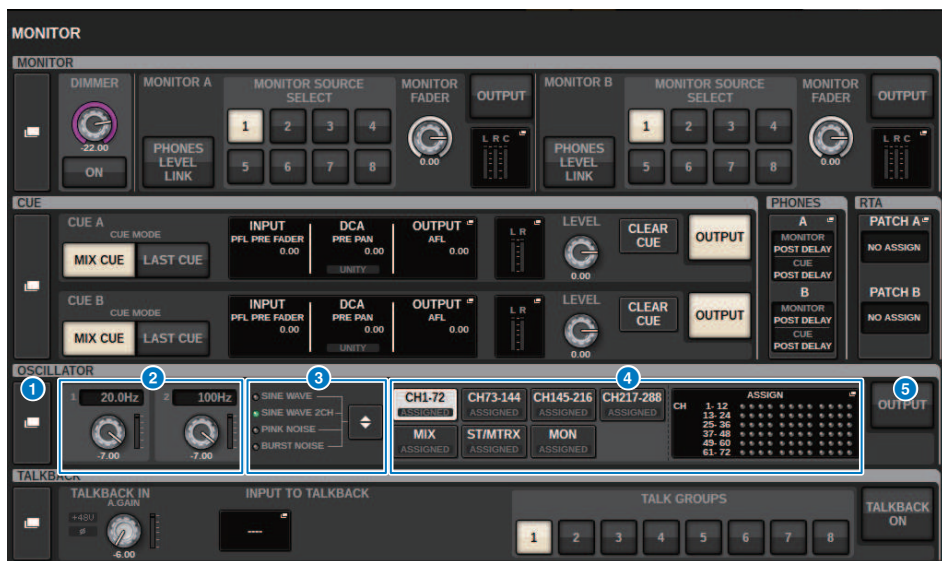 MONITOR
MONITOR
DIMMER
-22.00
ON
MONITOR A
PHONES
LEVEL
LINK
MONITOR SOURCE
SELECT
1 2 3 4
5 6 7 8
MONITOR
FADER
0.00
OUTPUT
L R C
MONITOR B
PHONES
LEVEL
LINK
MONITOR SOURCE
SELECT
1 2 3 4
5 6 7 8
MONITOR
FADER
0.00
OUTPUT
L R C
CUE
CUE A
CUE MODE
MIX CUE LAST CUE
INPUT
PFL PRE FADER
0.00
DCA
PRE PAN
0.00
UNITY
OUTPUT
AFL
0.00
L R
LEVEL
0.00
CLEAR
CUE
OUTPUT
CUE B
CUE MODE
MIX CUE LAST CUE
INPUT
PFL PRE FADER
0.00
DCA
PRE PAN
0.00
UNITY
OUTPUT
AFL
0.00
L R
LEVEL
0.00
CLEAR
CUE
OUTPUT
PHONES
A
MONITOR
POST DELAY
CUE
POST DELAY
B
MONITOR
POST DELAY
CUE
POST DELAY
RTA
PATCH A
NO ASSIGN
PATCH B
NO ASSIGN
OSCILLATOR
1
2
1 20.0Hz
-7.00
2 100Hz
-7.00
3
SINE WAVE
SINE WAVE 2CH
PINK NOISE
BURST NOISE
4
CH1-72
ASSIGNED
CH73-144
ASSIGNED
CH145-216
ASSIGNED
CH217-288
ASSIGNED
MIX
ASSIGNED
ST/MTRX
ASSIGNED
MON
ASSIGNED
ASSIGN
CH 1- 12
13- 24
25- 36
37- 48
49- 60
61- 72
5
OUTPUT
TALKBACK
TALKBACK IN
A.GAIN
+48V
ø
-6.00
INPUT TO TALKBACK
----
TALK GROUPS
1 2 3 4 5 6 7 8
TALKBACK
ON